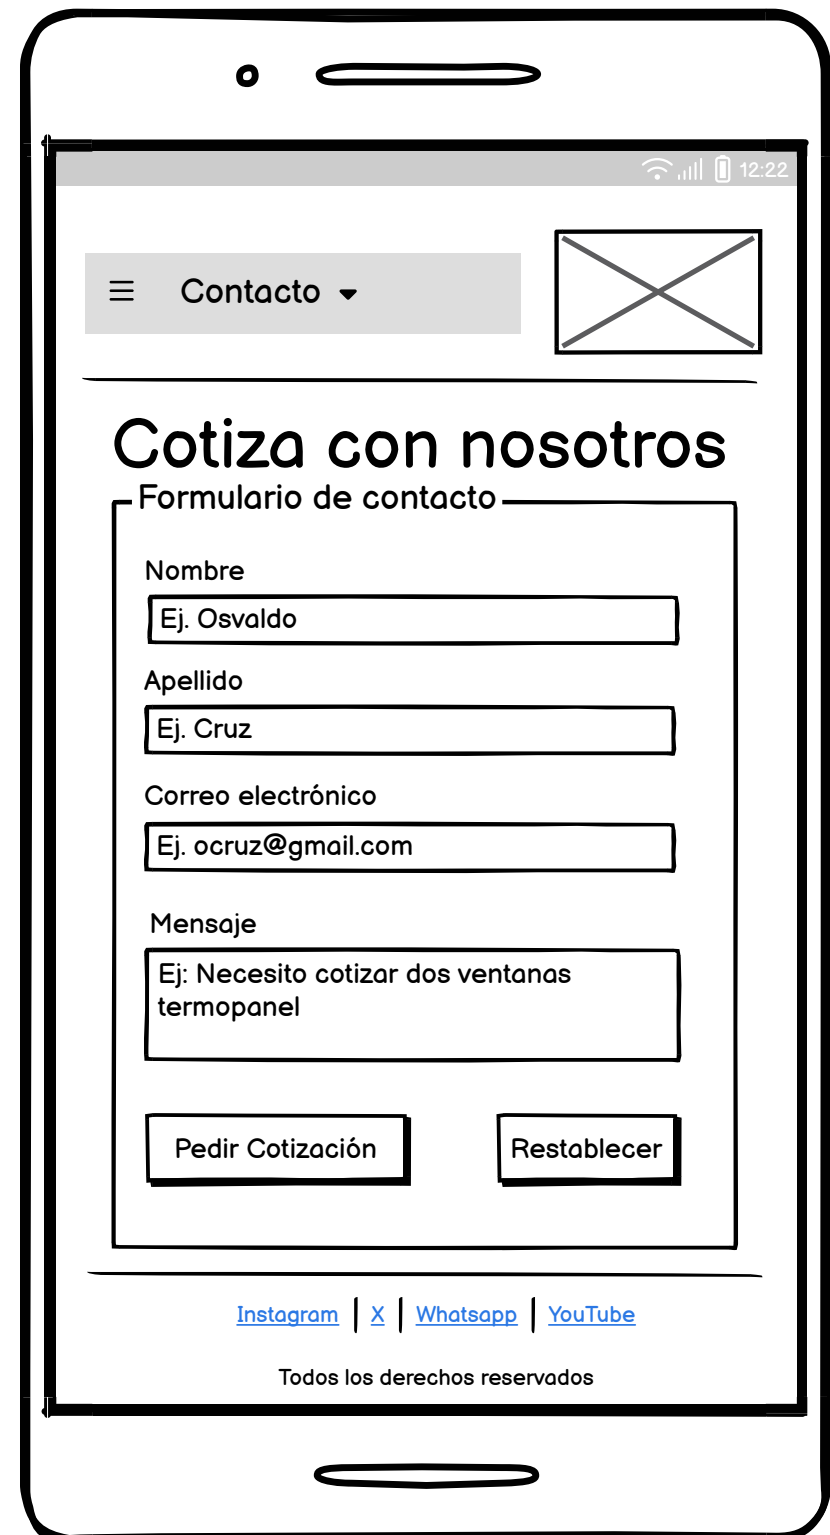 12:22
Contacto
Cotiza con nosotros
Formulario de contacto
Nombre
Ej. Osvaldo
Apellido
Ej. Cruz
Correo electrónico
Ej. ocruz@gmail.com
Mensaje
Ej: Necesito cotizar dos ventanas
termopanel
Pedir Cotización Restablecer
Instagram X Whatsapp YouTube
Todos los derechos reservados